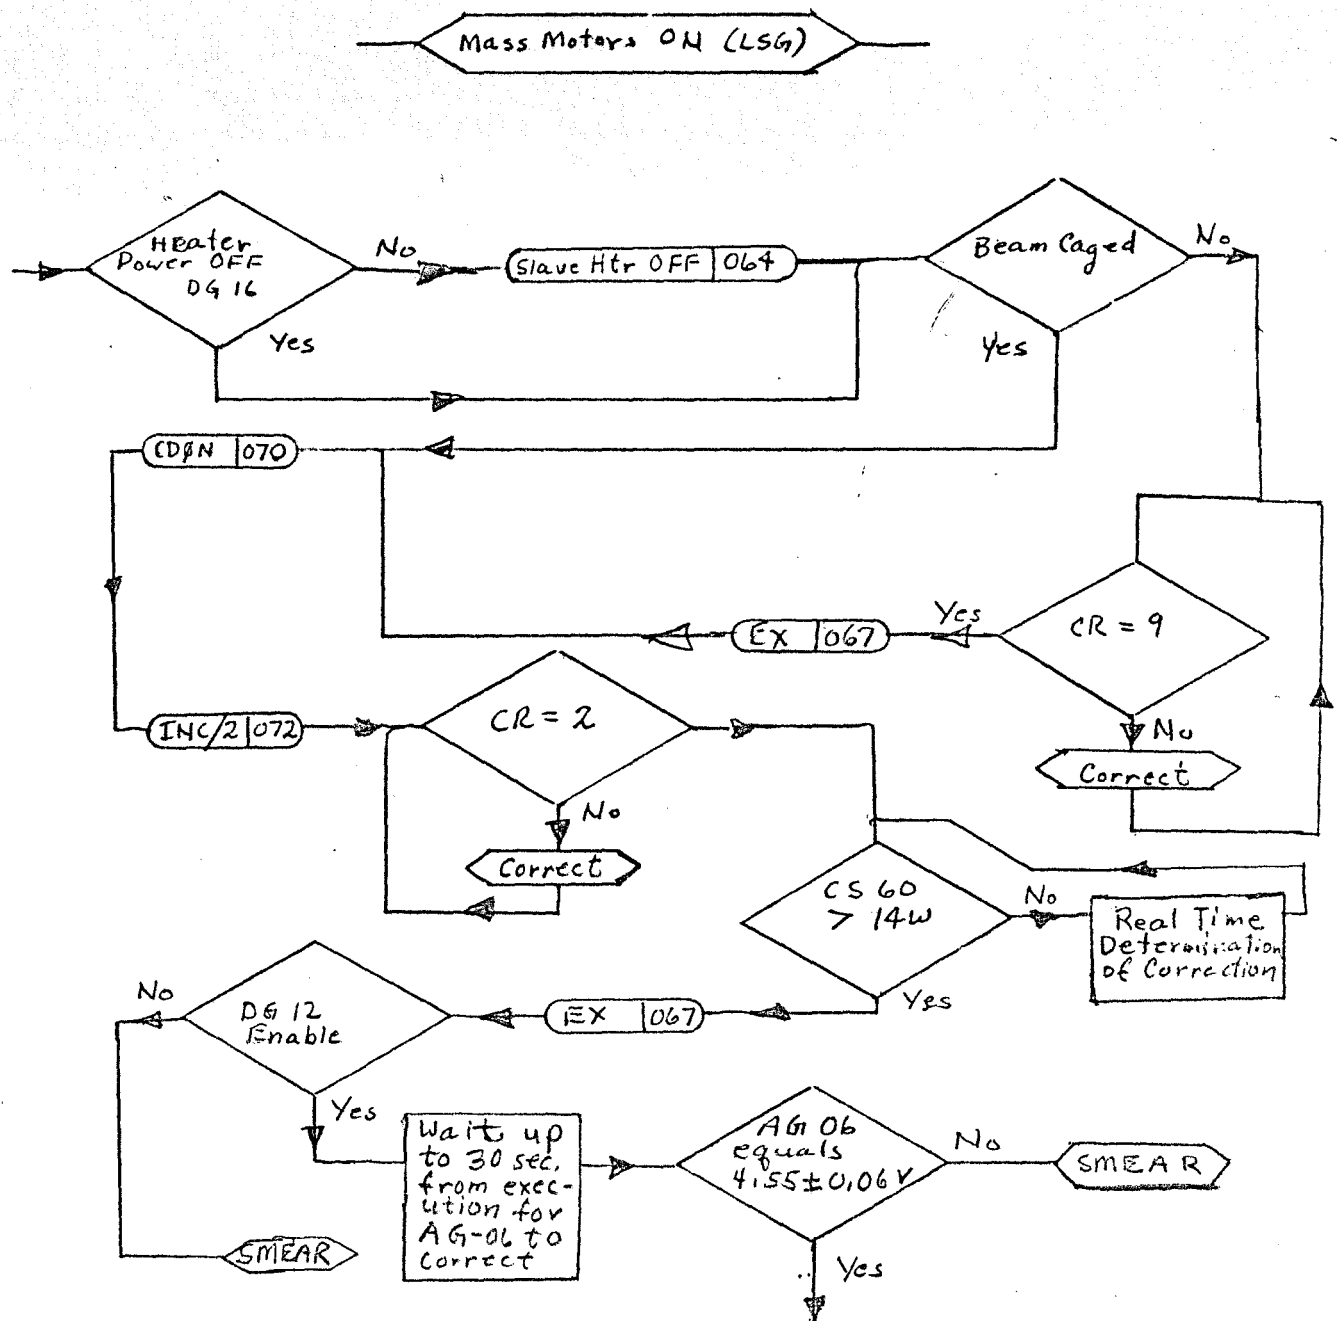 Mass Motors ON (LSG)
Heater
Power OFF
DG 16
No
Slave Htr OFF 064
Beam Caged
No
Yes
Yes
CDØN 070
CR = 9
Yes
EX 067
No
Correct
INC/2 072
CR = 2
No
Correct
CS 60
> 14W
No
Real Time
Determination
of Correction
Yes
EX 067
DG 12
Enable
No
Yes
SMEAR
Wait up
to 30 sec.
from exec-
ution for
AG-06 to
Correct
AG 06
equals
4.55±0.06V
No
SMEAR
Yes